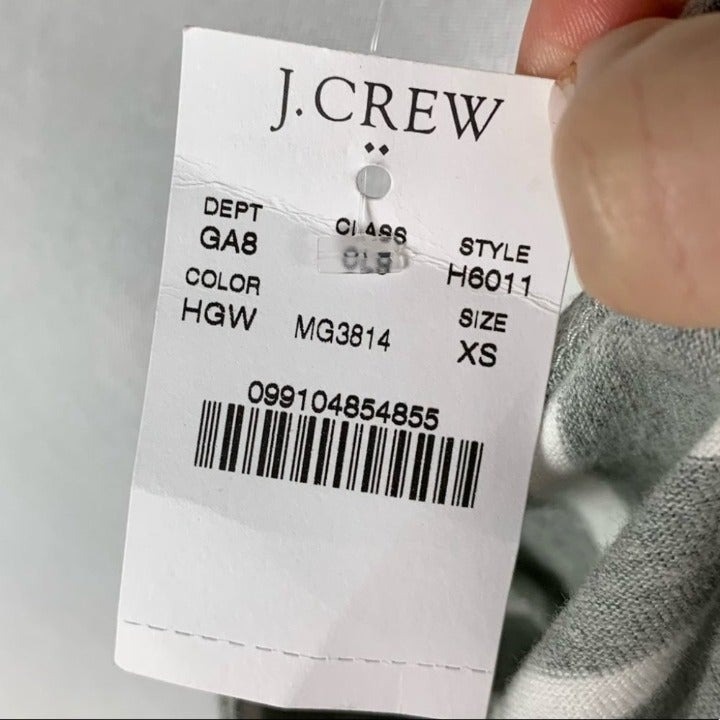 J.CREW
DEPT CLASS STYLE
GA8 H6011
COLOR SIZE
HGW MG3814 XS
099104854855